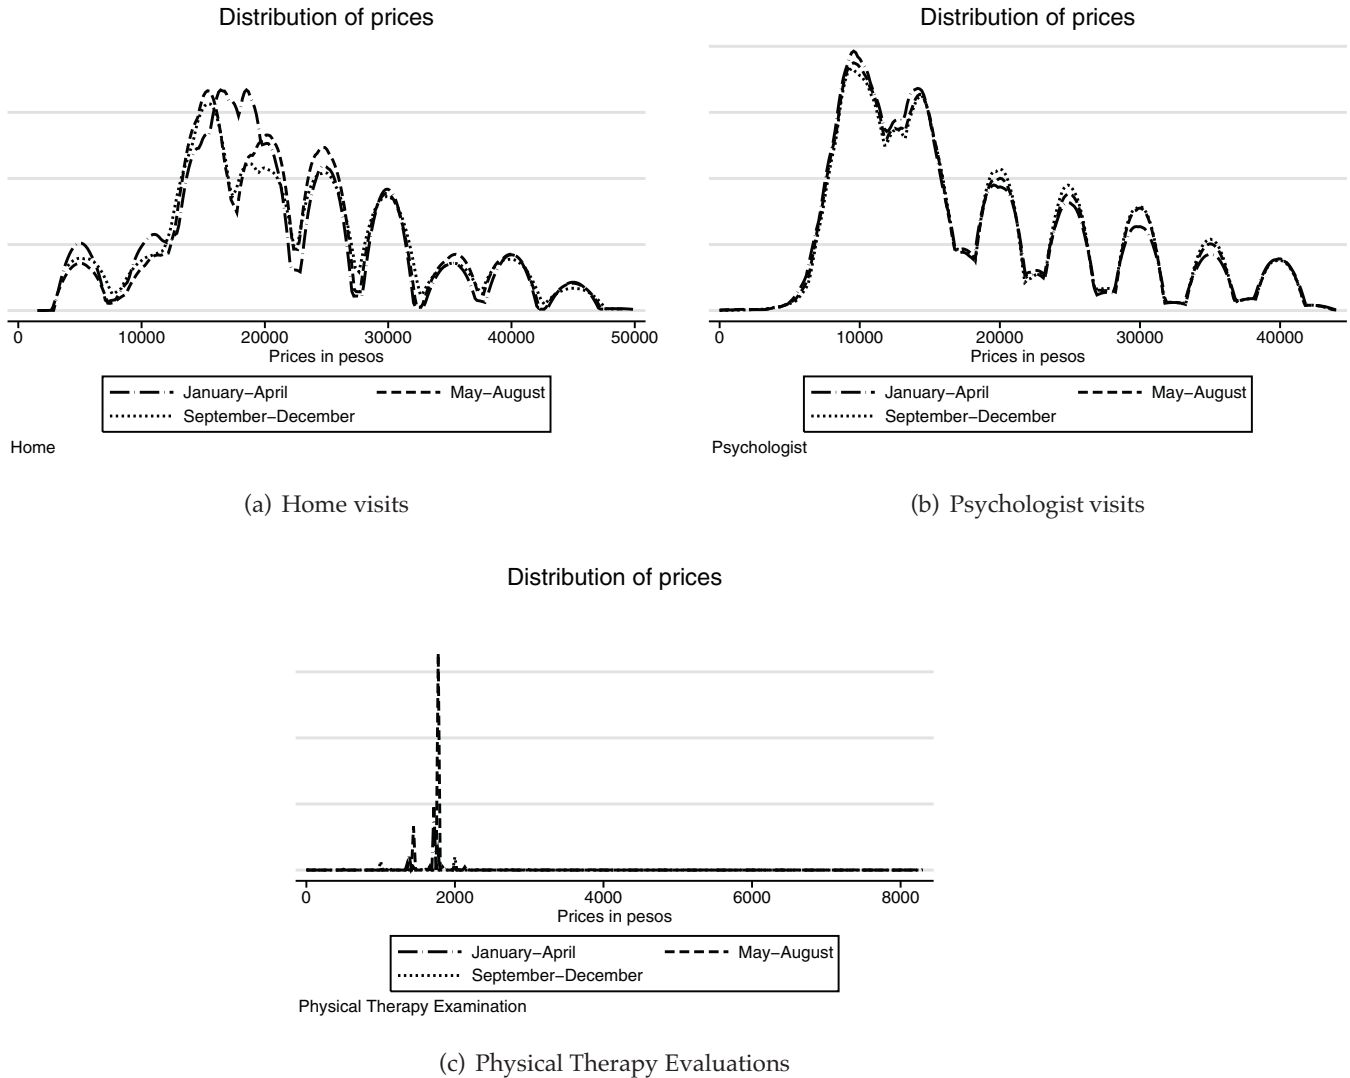 Distribution of prices
0 10000 20000 30000 40000 50000
Prices in pesos
January−April May−August
September−December
Home
(a) Home visits
Distribution of prices
0 10000 20000 30000 40000
Prices in pesos
January−April May−August
September−December
Psychologist
(b) Psychologist visits
Distribution of prices
0 2000 4000 6000 8000
Prices in pesos
January−April May−August
September−December
Physical Therapy Examination
(c) Physical Therapy Evaluations